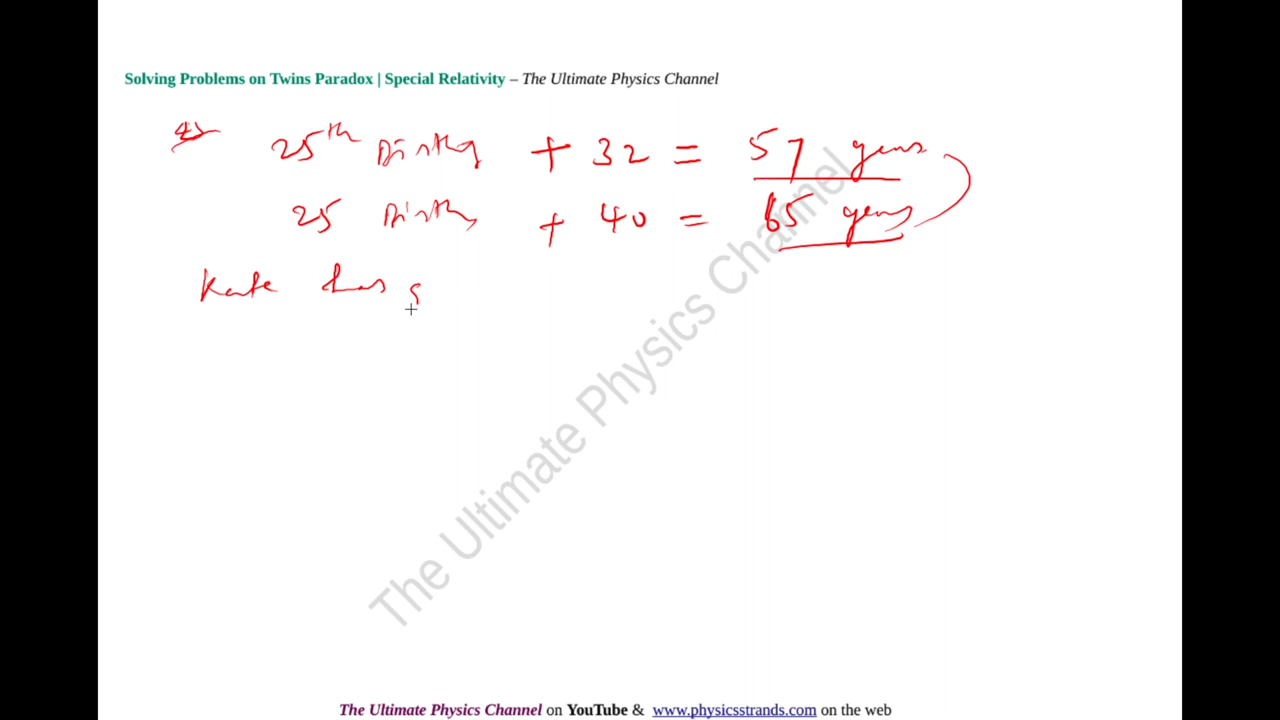 Solving Problems on Twins Paradox | Special Relativity – The Ultimate Physics Channel
25th Birthday + 32 = 57 years
25 Birthday + 40 = 65 years
Kate has
The Ultimate Physics Channel
The Ultimate Physics Channel on YouTube & www.physicsstrands.com on the web